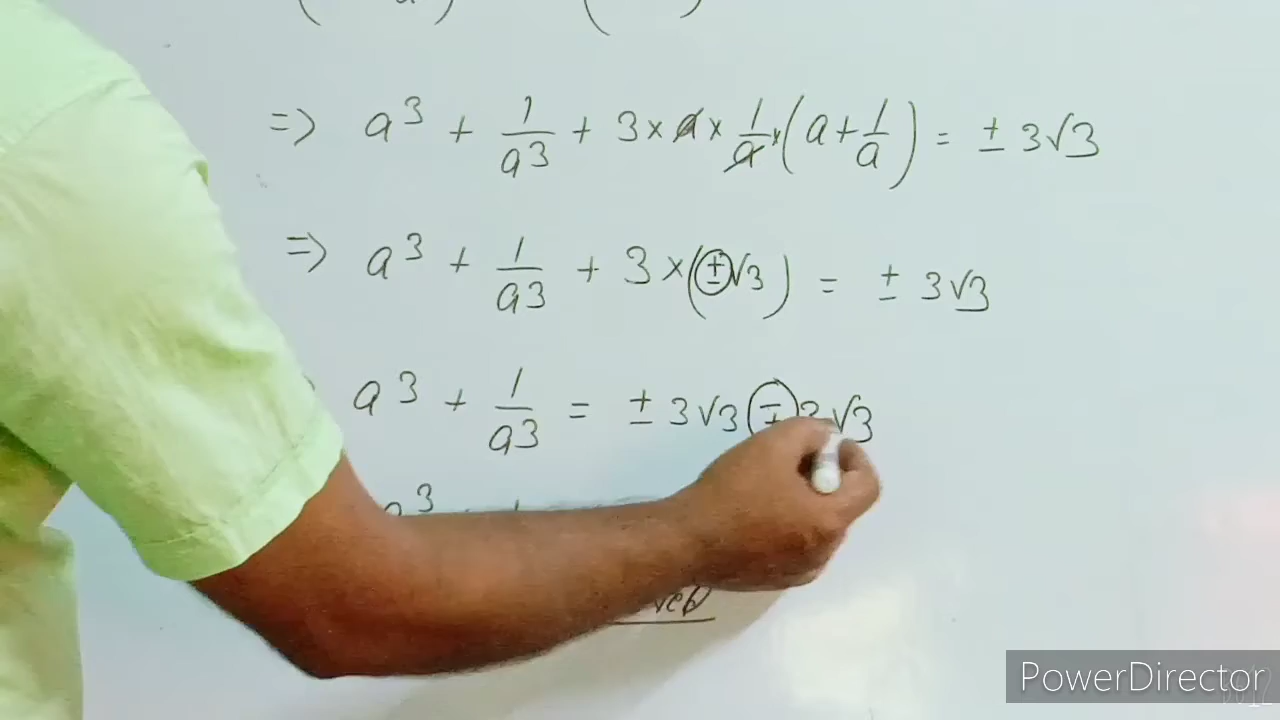 => a³ + 1/a³ + 3 × a × 1/a × (a + 1/a) = ± 3√3
=> a³ + 1/a³ + 3 × (±√3) = ± 3√3
a³ + 1/a³ = ± 3√3 ∓ 3√3
a³
PowerDirector